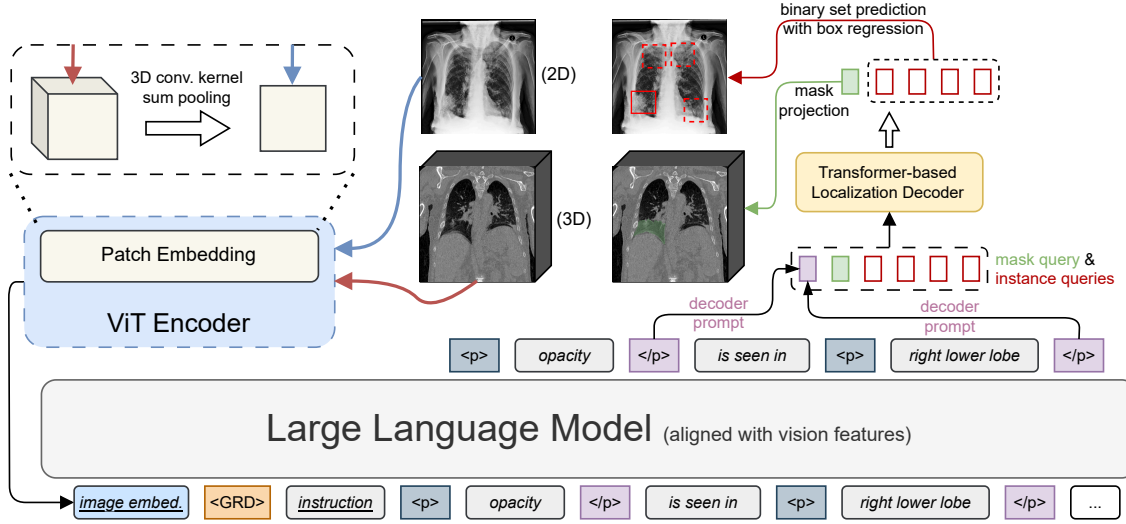 3D conv. kernel
sum pooling
Patch Embedding
ViT Encoder
(2D)
(3D)
binary set prediction
with box regression
mask
projection
Transformer-based
Localization Decoder
mask query &
instance queries
decoder
prompt
decoder
prompt
<p> opacity </p> is seen in <p> right lower lobe </p>
Large Language Model (aligned with vision features)
image embed. <GRD> instruction <p> opacity </p> is seen in <p> right lower lobe </p> ...